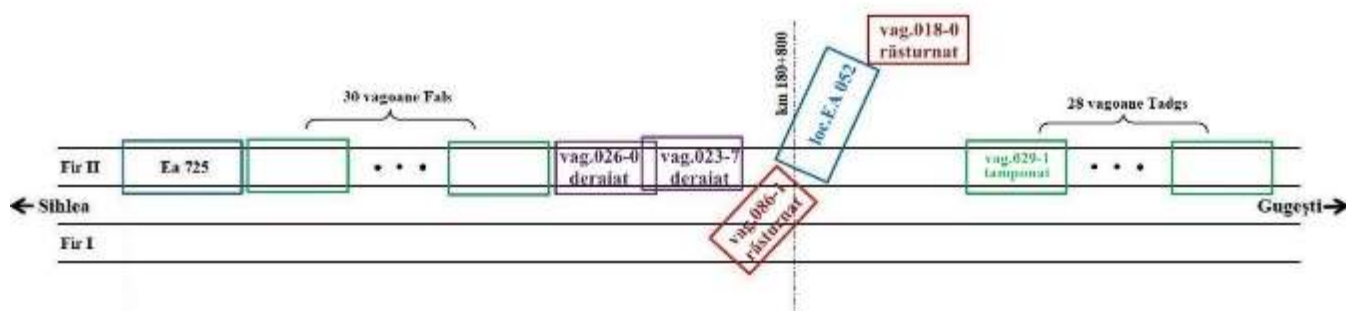 vag.018-0
răsturnat
km 180+800
loc.EA 052
30 vagoane Fals
28 vagoane Tadgs
Fir II
Ea 725
• • •
vag.026-0
deraiat
vag.023-7
deraiat
vag.029-1
tamponat
• • •
vag.086-1
răsturnat
Sihlea
Gugești
Fir I